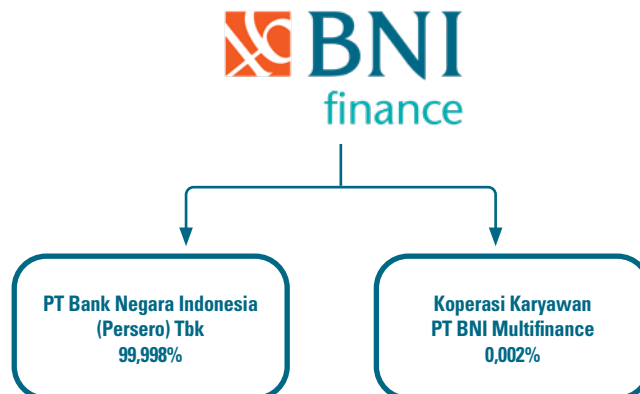 BNI
finance
PT Bank Negara Indonesia
(Persero) Tbk
99,998%
Koperasi Karyawan
PT BNI Multifinance
0,002%